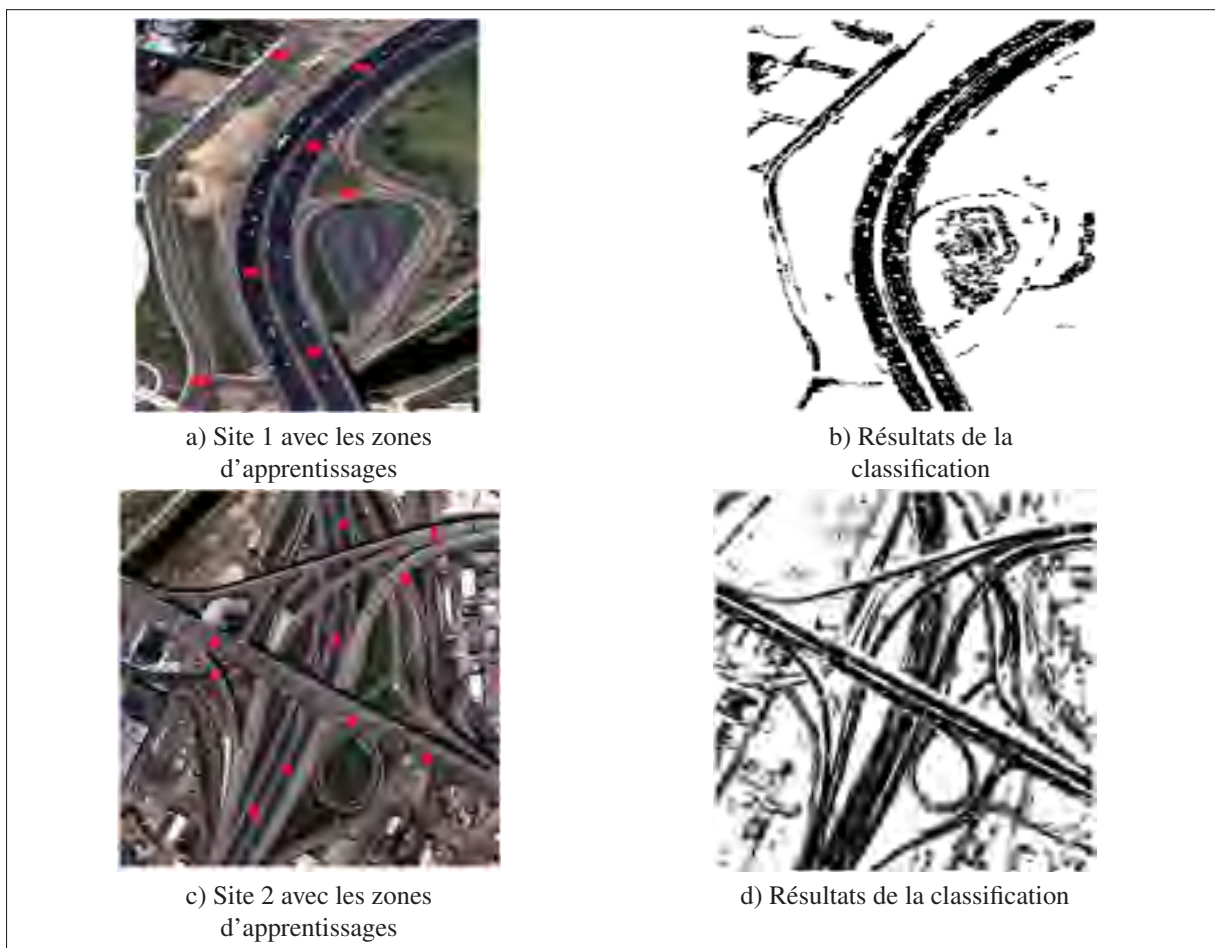 a) Site 1 avec les zones
d'apprentissages
b) Résultats de la
classification
c) Site 2 avec les zones
d'apprentissages
d) Résultats de la classification